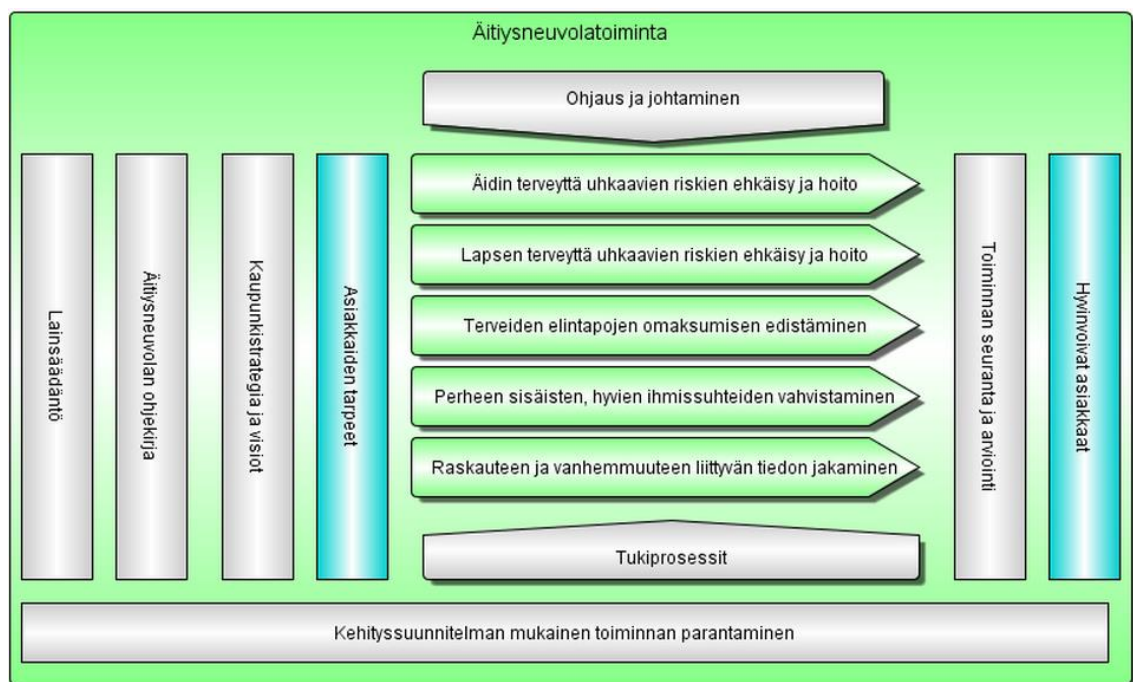 Äitiysneuvolatoiminta
Ohjaus ja johtaminen
Lainsäädäntö
Äitiysneuvolan ohjekirja
Kaupunkistrategia ja visiot
Asiakkaiden tarpeet
Äidin terveyttä uhkaavien riskien ehkäisy ja hoito
Lapsen terveyttä uhkaavien riskien ehkäisy ja hoito
Terveiden elintapojen omaksumisen edistäminen
Perheen sisäisten, hyvien ihmissuhteiden vahvistaminen
Raskauteen ja vanhemmuuteen liittyvän tiedon jakaminen
Toiminnan seuranta ja arviointi
Hyvinvoivat asiakkaat
Tukiprosessit
Kehityssuunnitelman mukainen toiminnan parantaminen